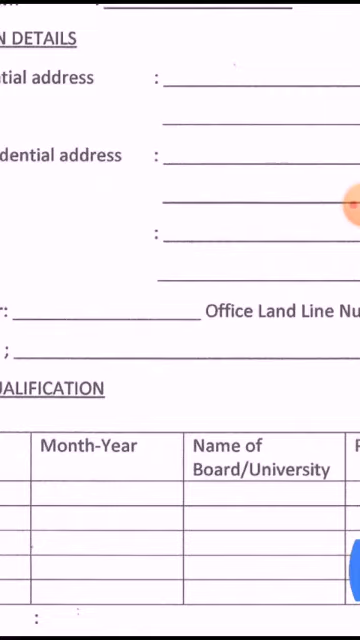 N DETAILS
tial address :
dential address :
:
r: Office Land Line Nu
;
UALIFICATION
Month-Year Name of Board/University
: